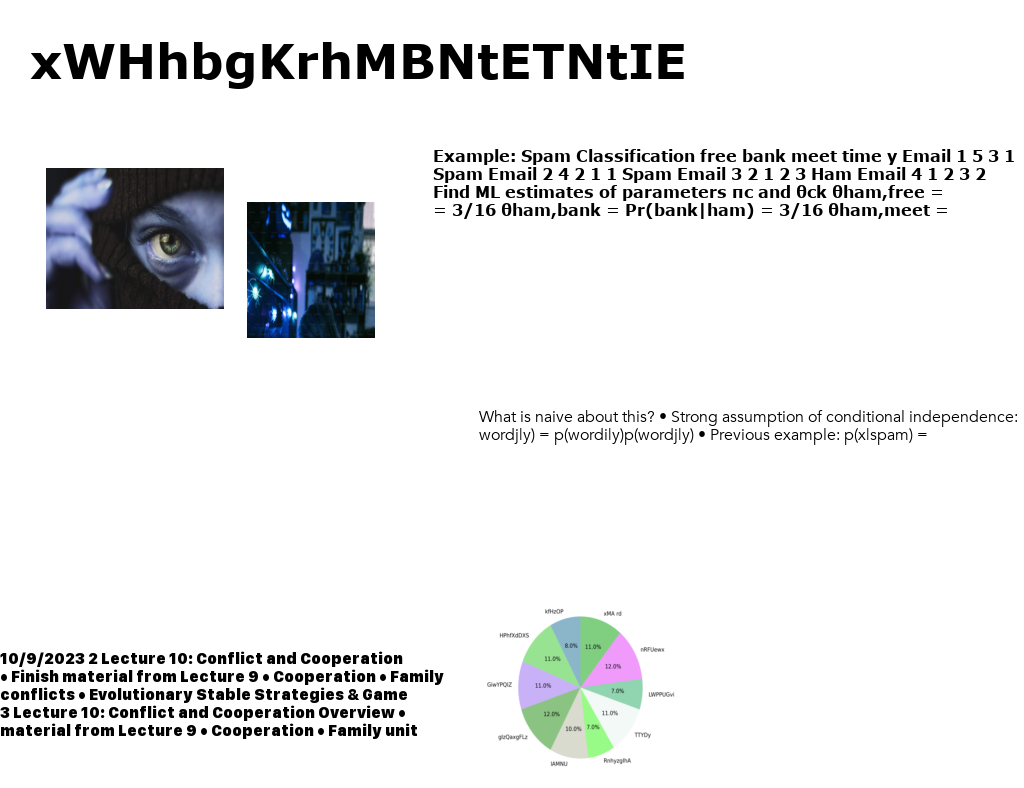 xWHhbgKrhMBNtETNtIE
Example: Spam Classification free bank meet time y Email 1 5 3 1
Spam Email 2 4 2 1 1 Spam Email 3 2 1 2 3 Ham Email 4 1 2 3 2
Find ML estimates of parameters πc and θck θham,free =
= 3/16 θham,bank = Pr(bank|ham) = 3/16 θham,meet =
What is naive about this? • Strong assumption of conditional independence:
wordjly) = p(wordily)p(wordjly) • Previous example: p(xlspam) =
10/9/2023 2 Lecture 10: Conflict and Cooperation
• Finish material from Lecture 9 • Cooperation • Family
conflicts • Evolutionary Stable Strategies & Game
3 Lecture 10: Conflict and Cooperation Overview •
material from Lecture 9 • Cooperation • Family unit
kfHzOP
xMA rd
HPhfXdDXS
nRFUewx
8.0%
11.0%
11.0%
12.0%
GiwYPQIZ
11.0%
7.0%
LWPPUGvi
12.0%
11.0%
10.0%
7.0%
glzQaxgFLz
TTYDy
IAMNU
RnhyzglhA